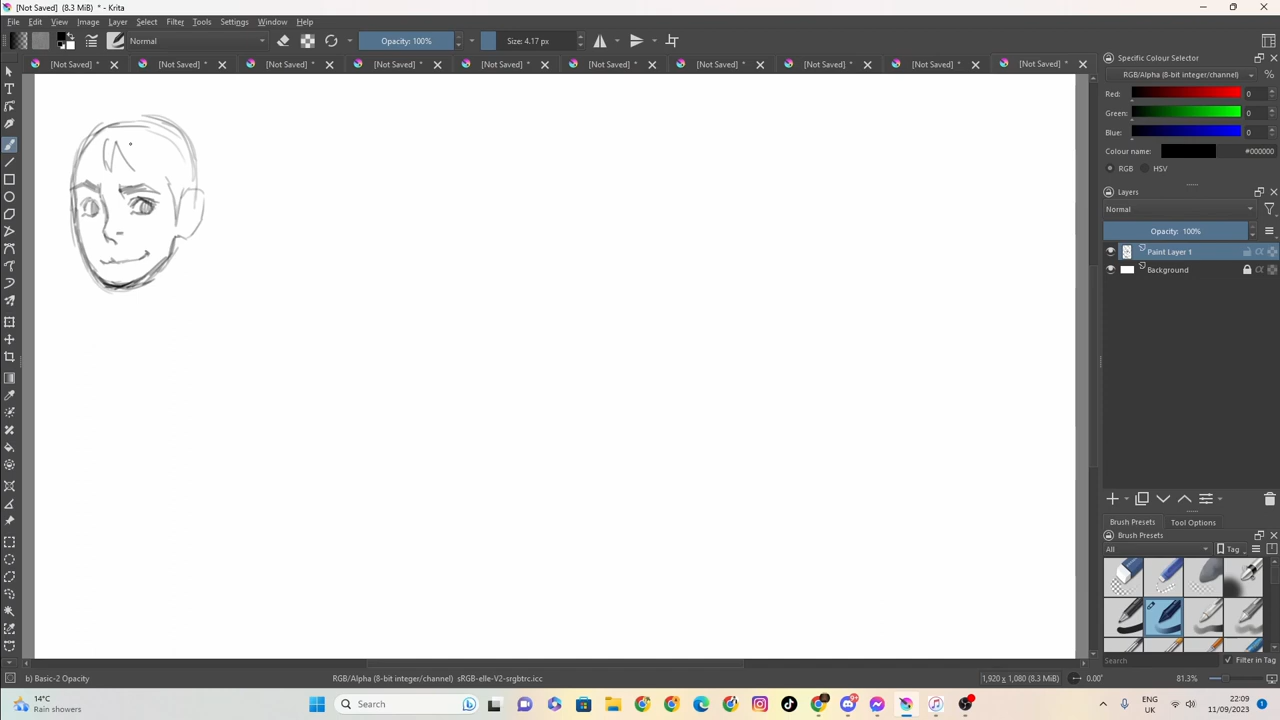 [Not Saved] (8.3 MiB) * - Krita
File Edit View Image Layer Select Filter Tools Settings Window Help
Normal Opacity: 100% Size: 4.17 px
[Not Saved] * [Not Saved] * [Not Saved] * [Not Saved] * [Not Saved] * [Not Saved] * [Not Saved] * [Not Saved] * [Not Saved] * [Not Saved] *
Specific Colour Selector
RGB/Alpha (8-bit integer/channel) %
Red: 0
Green: 0
Blue: 0
Colour name: #000000
RGB HSV
Layers
Normal
Opacity: 100%
Paint Layer 1
Background
Brush Presets Tool Options
Brush Presets
All Tag
Search Filter in Tag
b) Basic-2 Opacity RGB/Alpha (8-bit integer/channel) sRGB-elle-V2-srgbtrc.icc 1,920 x 1,080 (8.3 MiB) 0.00° 81.3%
14°C
Rain showers
Search
ENG
UK
22:09
11/09/2023